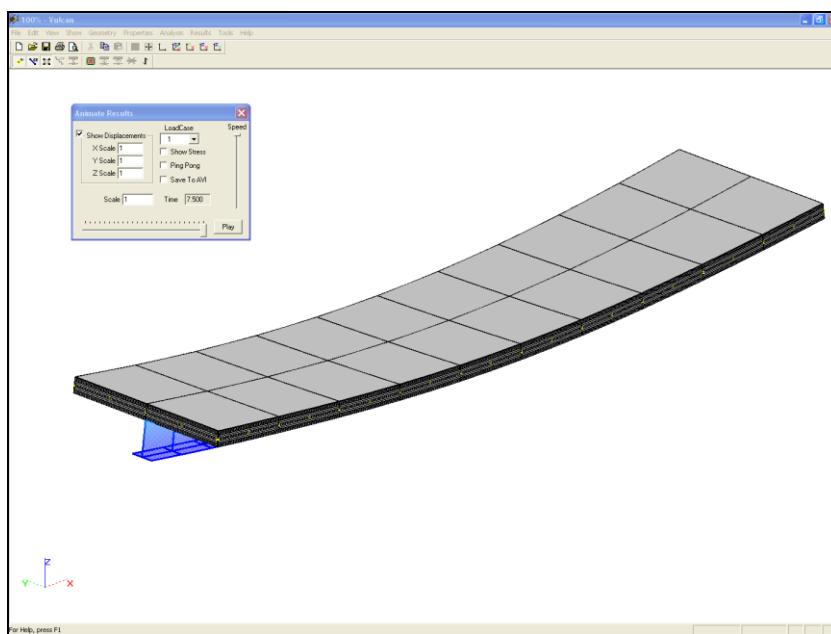 100% - Vulcan
File Edit View Show Geometry Properties Analysis Results Tools Help
Animate Results
Show Displacements
X Scale 1
Y Scale 1
Z Scale 1
LoadCase
1
Show Stress
Ping Pong
Save To AVI
Speed
Scale 1
Time 7.500
Play
Z
Y
X
For Help, press F1